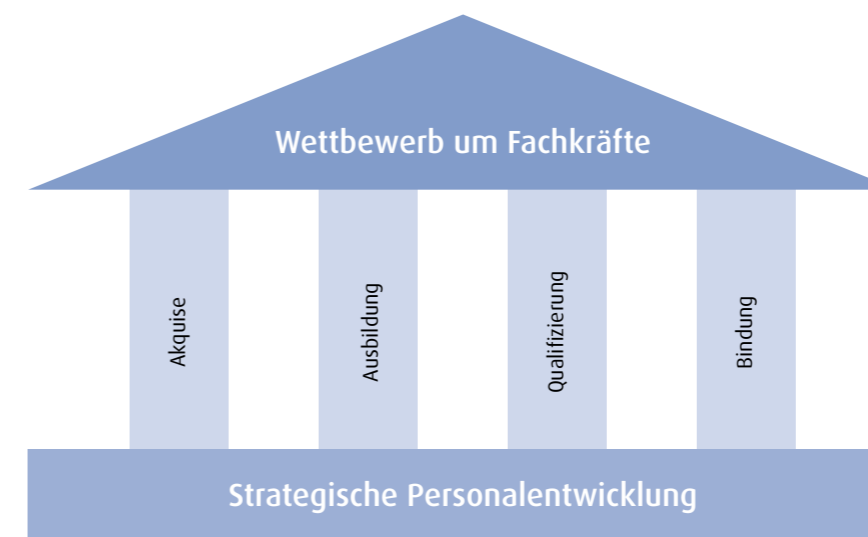 Wettbewerb um Fachkräfte
Akquise
Ausbildung
Qualifizierung
Bindung
Strategische Personalentwicklung